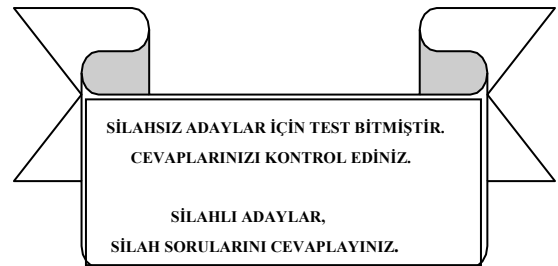 SİLAHSIZ ADAYLAR İÇİN TEST BİTMİŞTİR.
CEVAPLARINIZI KONTROL EDİNİZ.
SİLAHLI ADAYLAR,
SİLAH SORULARINI CEVAPLAYINIZ.